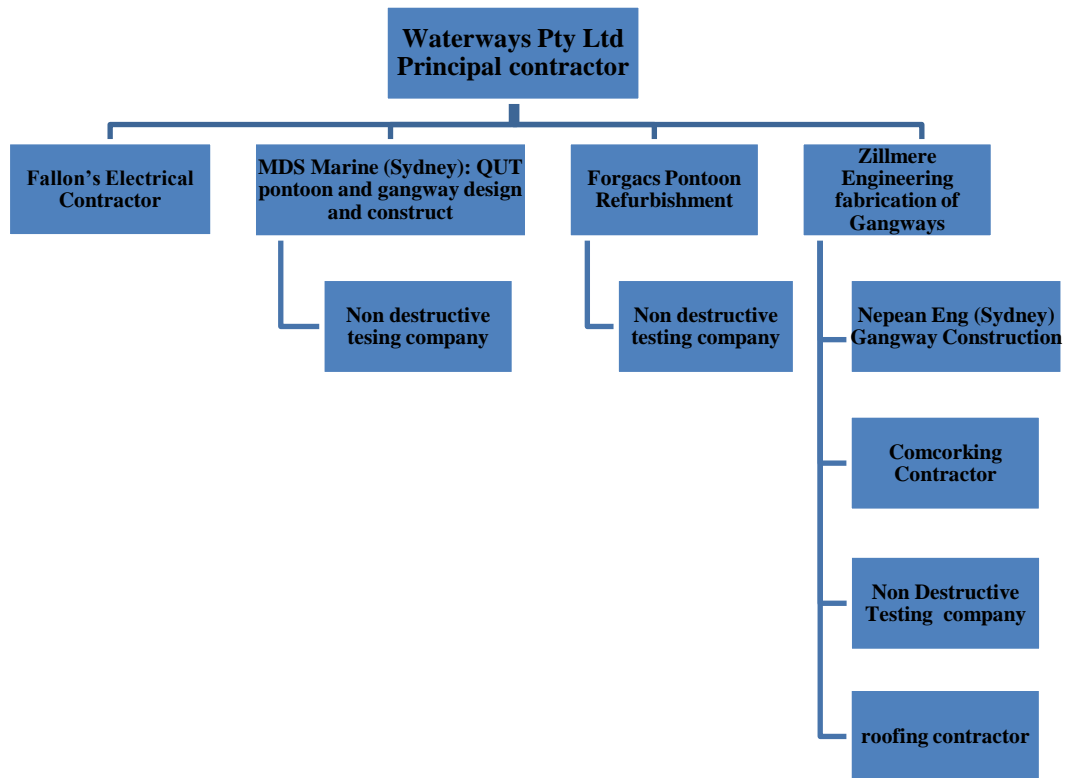 Waterways Pty Ltd
Principal contractor
Fallon's Electrical
Contractor
MDS Marine (Sydney): QUT
pontoon and gangway design
and construct
Forgacs Pontoon
Refurbishment
Zillmere
Engineering
fabrication of
Gangways
Non destructive
tesing company
Non destructive
testing company
Nepean Eng (Sydney)
Gangway Construction
Comcorking
Contractor
Non Destructive
Testing company
roofing contractor